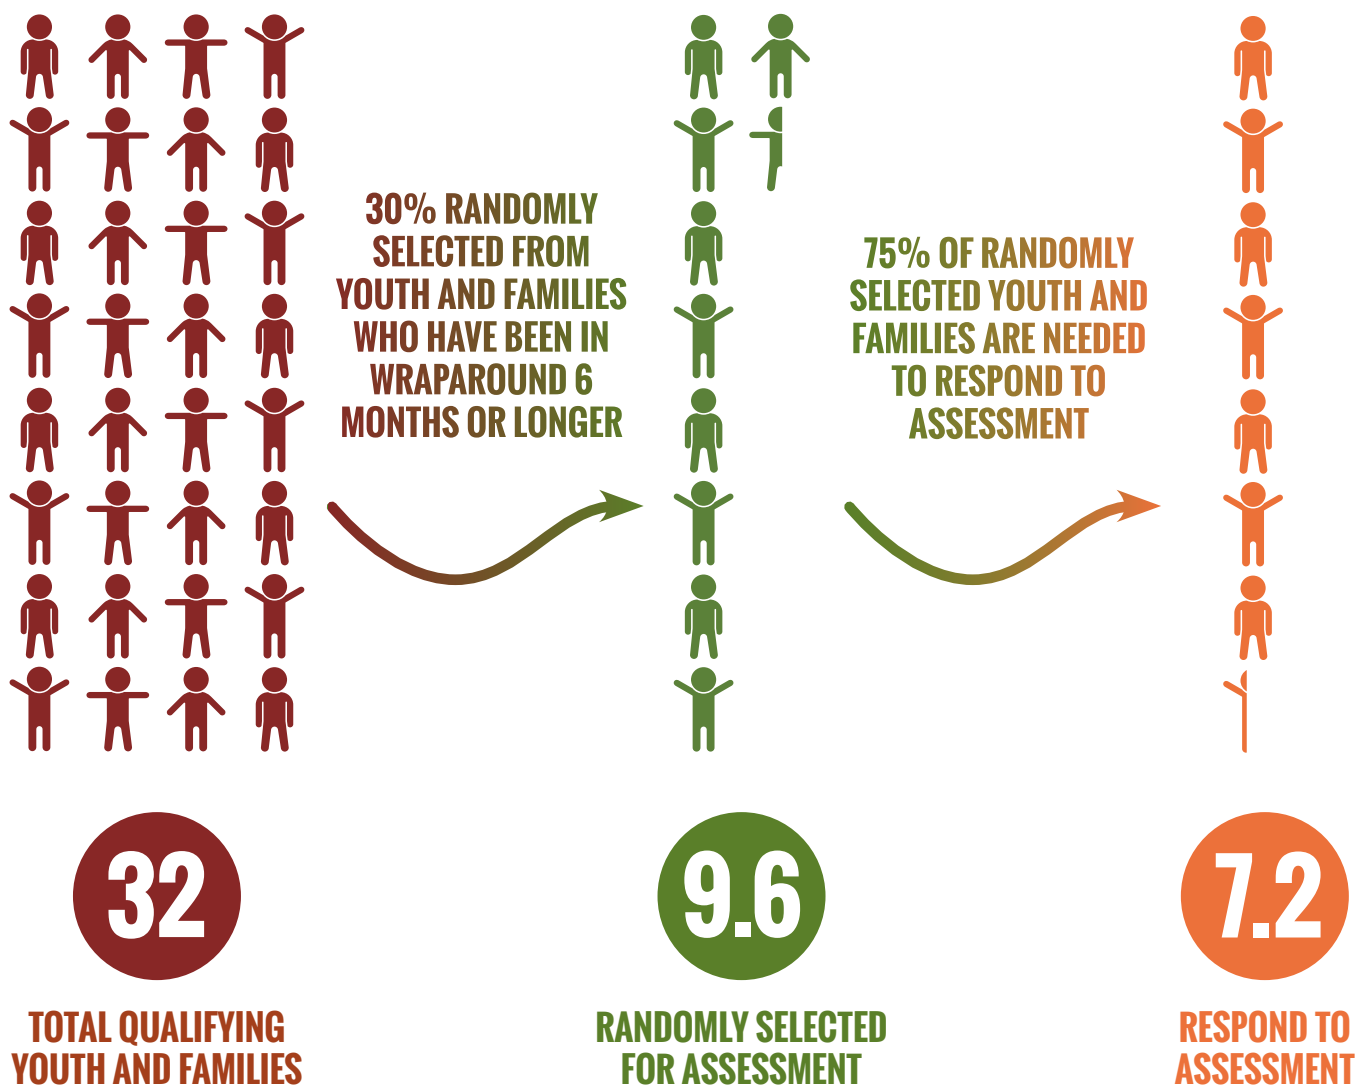 30% RANDOMLY
SELECTED FROM
YOUTH AND FAMILIES
WHO HAVE BEEN IN
WRAPAROUND 6
MONTHS OR LONGER
75% OF RANDOMLY
SELECTED YOUTH AND
FAMILIES ARE NEEDED
TO RESPOND TO
ASSESSMENT
32
TOTAL QUALIFYING
YOUTH AND FAMILIES
9.6
RANDOMLY SELECTED
FOR ASSESSMENT
7.2
RESPOND TO
ASSESSMENT